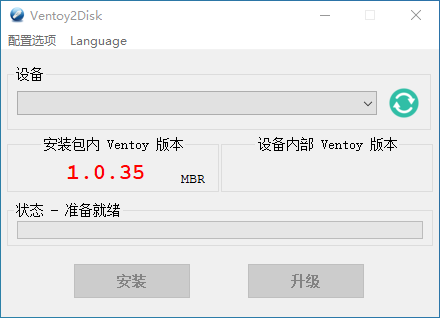 Ventoy2Disk
配置选项 Language
设备
安装包内 Ventoy 版本 设备内部 Ventoy 版本
1.0.35 MBR
状态 - 准备就绪
安装 升级